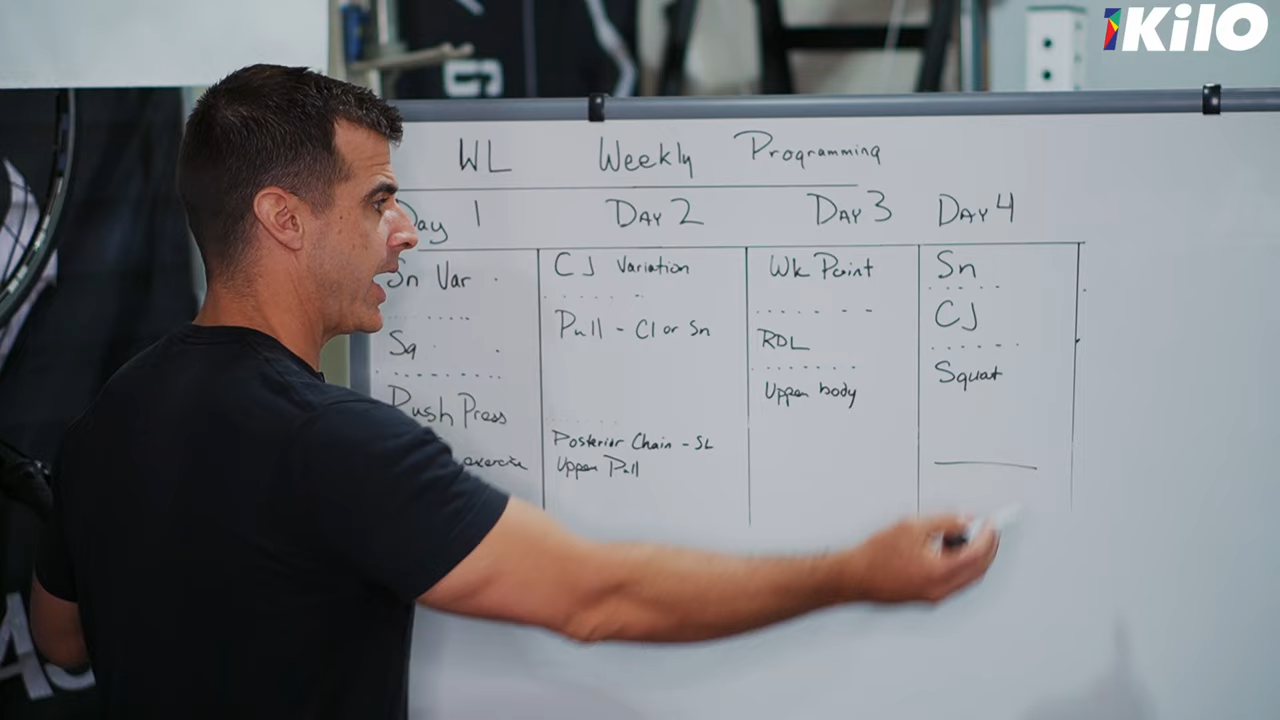 KILO
WL Weekly Programming
Day 1 Day 2 Day 3 Day 4
Sn Var
Sq
Push Press
exercise
CJ Variation
Pull - Cl or Sn
Posterior Chain - SL
Upper Pull
Wk Point
RDL
Upper body
Sn
CJ
Squat